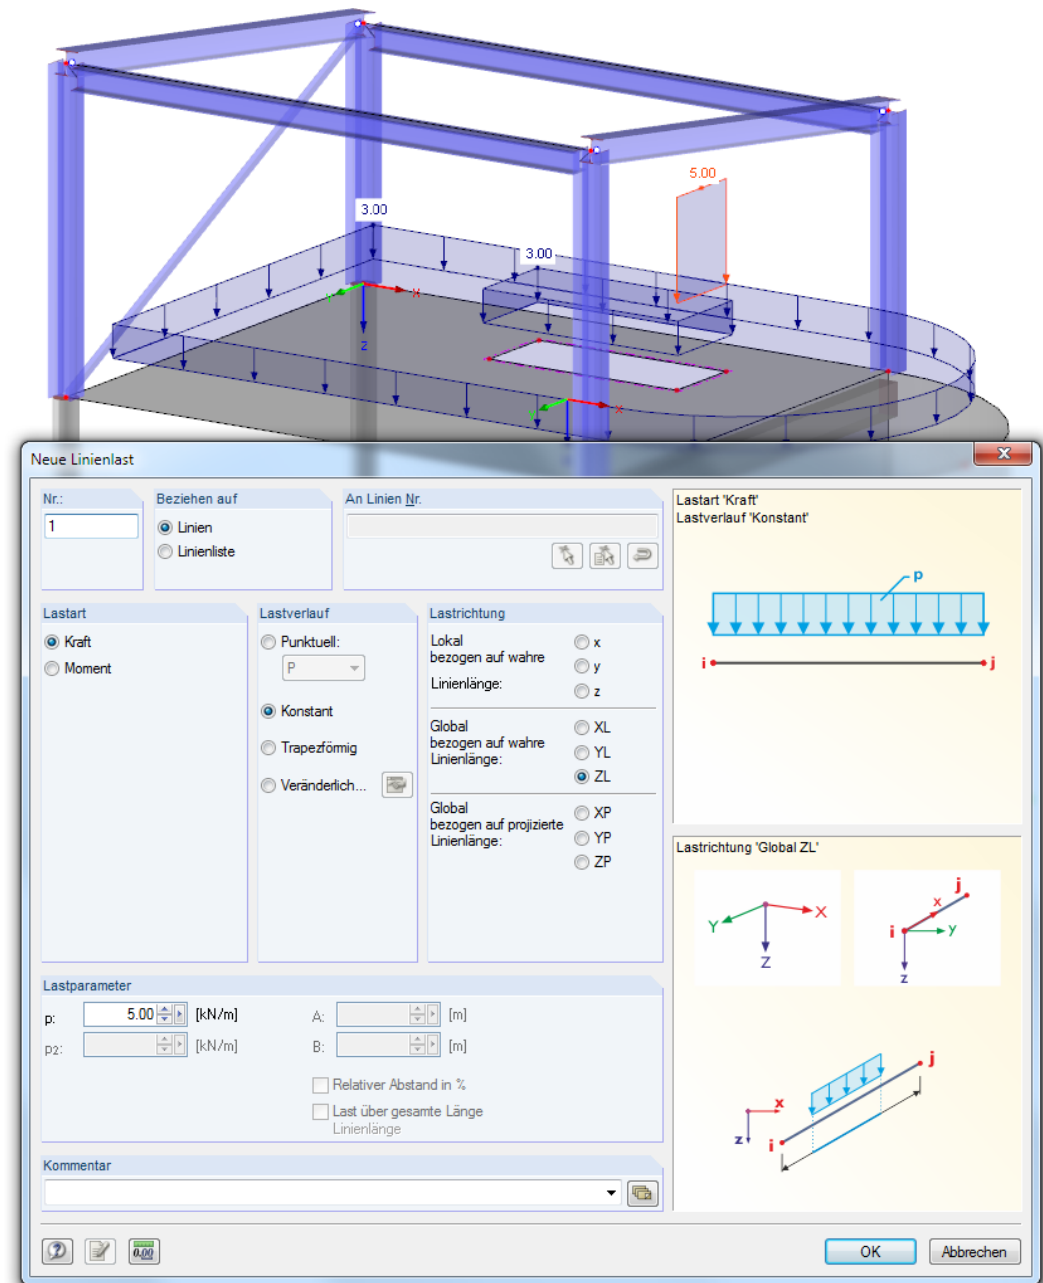 5.00
3.00
3.00
X
Z
Y
X
Neue Linienlast
Nr.:
1
Beziehen auf
Linien
Linienliste
An Linien Nr.
Lastart
Kraft
Moment
Lastverlauf
Punktuell:
P
Konstant
Trapezförmig
Veränderlich...
Lastrichtung
Lokal
bezogen auf wahre
Linienlänge:
x
y
z
Global
bezogen auf wahre
Linienlänge:
XL
YL
ZL
Global
bezogen auf projizierte
Linienlänge:
XP
YP
ZP
Lastart 'Kraft'
Lastverlauf 'Konstant'
p
i
j
Lastrichtung 'Global ZL'
Y
X
Z
j
x
i
y
z
j
x
z
i
Lastparameter
p:
5.00
[kN/m]
A:
[m]
p2:
[kN/m]
B:
[m]
Relativer Abstand in %
Last über gesamte Länge
Linienlänge
Kommentar
0.00
OK
Abbrechen